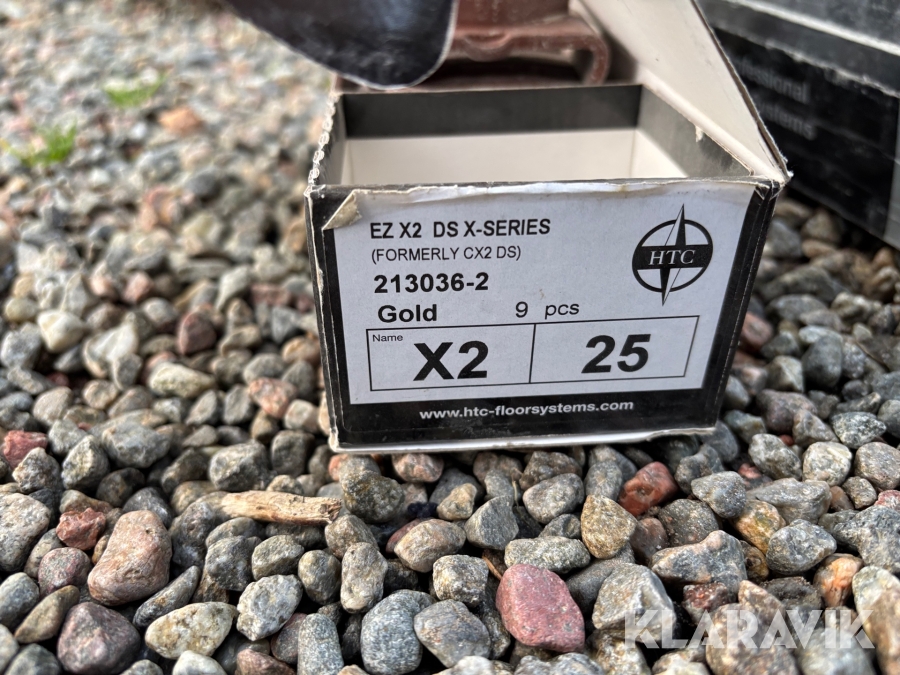 EZ X2 DS X-SERIES
(FORMERLY CX2 DS)
HTC
213036-2
Gold 9 pcs
Name
X2 25
www.htc-floorsystems.com
KLARAVIK